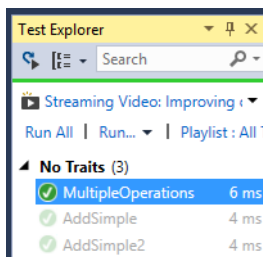 Test Explorer
Search
Streaming Video: Improving
Run All | Run... | Playlist : All
No Traits (3)
MultipleOperations 6 ms
AddSimple 4 ms
AddSimple2 4 ms